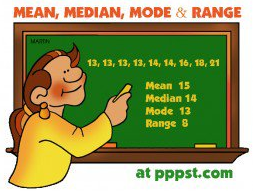 MEAN, MEDIAN, MODE & RANGE
MARTIN
13, 13, 13, 13, 14, 14, 16, 18, 21
Mean 15
Median 14
Mode 13
Range 8
at pppst.com